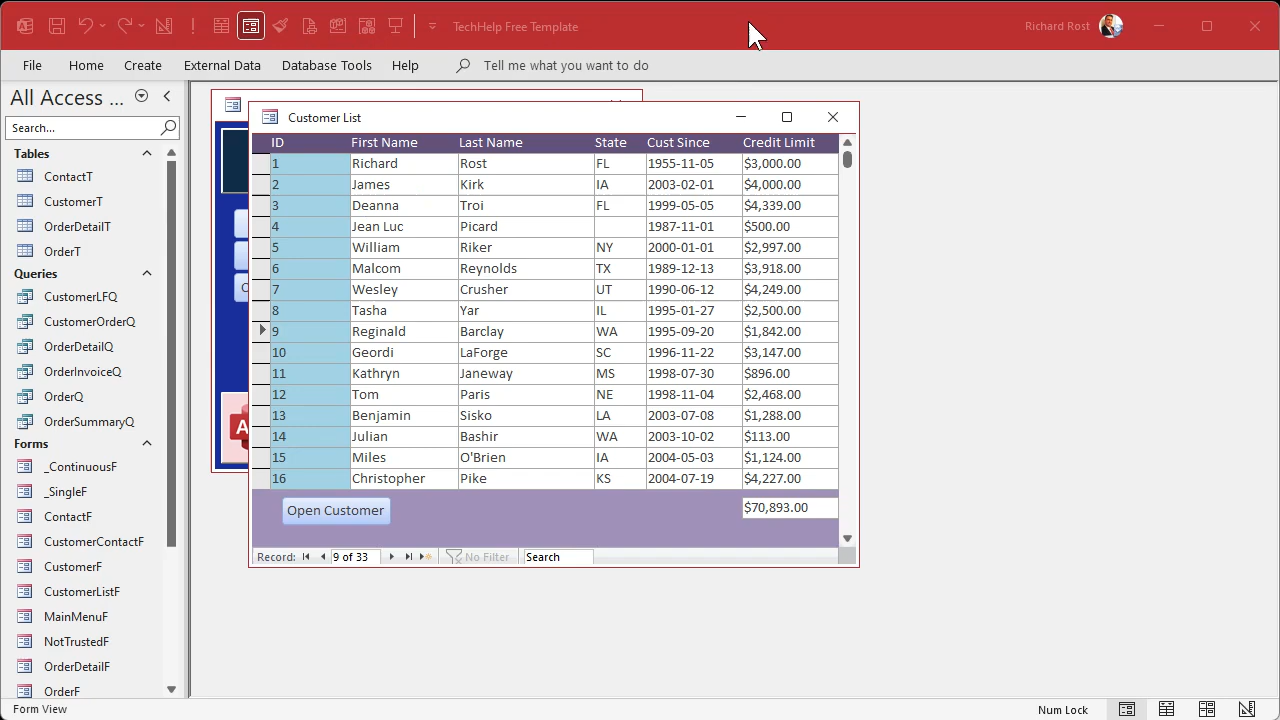 TechHelp Free Template
Richard Rost
File Home Create External Data Database Tools Help Tell me what you want to do
All Access ...
Search...
Tables
ContactT
CustomerT
OrderDetailT
OrderT
Queries
CustomerLFQ
CustomerOrderQ
OrderDetailQ
OrderInvoiceQ
OrderQ
OrderSummaryQ
Forms
_ContinuousF
_SingleF
ContactF
CustomerContactF
CustomerF
CustomerListF
MainMenuF
NotTrustedF
OrderDetailF
OrderF
Customer List
ID First Name Last Name State Cust Since Credit Limit
1 Richard Rost FL 1955-11-05 $3,000.00
2 James Kirk IA 2003-02-01 $4,000.00
3 Deanna Troi FL 1999-05-05 $4,339.00
4 Jean Luc Picard 1987-11-01 $500.00
5 William Riker NY 2000-01-01 $2,997.00
6 Malcom Reynolds TX 1989-12-13 $3,918.00
7 Wesley Crusher UT 1990-06-12 $4,249.00
8 Tasha Yar IL 1995-01-27 $2,500.00
9 Reginald Barclay WA 1995-09-20 $1,842.00
10 Geordi LaForge SC 1996-11-22 $3,147.00
11 Kathryn Janeway MS 1998-07-31 $896.00
12 Tom Paris NE 1998-11-04 $2,468.00
13 Benjamin Sisko LA 2003-07-08 $1,288.00
14 Julian Bashir WA 2003-10-02 $113.00
15 Miles O'Brien IA 2004-05-03 $1,124.00
16 Christopher Pike KS 2004-07-19 $4,227.00
Open Customer $70,893.00
Record: 9 of 33 No Filter Search
Form View
Num Lock